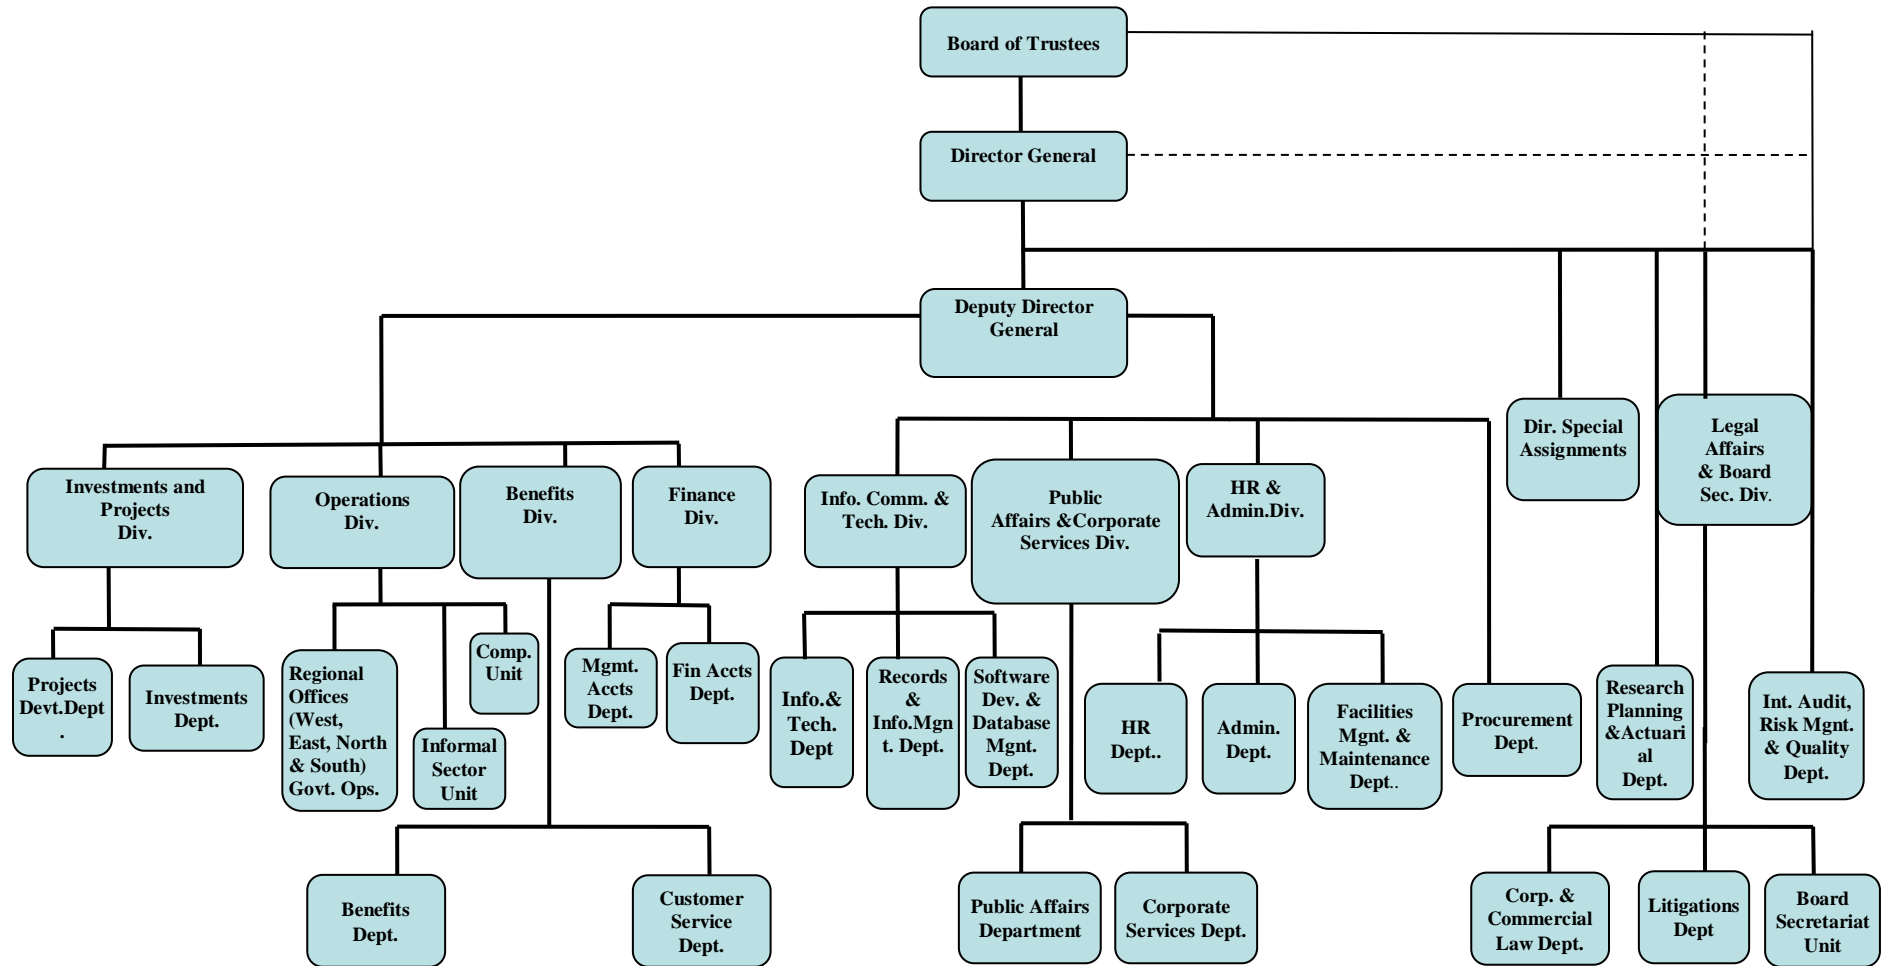 Board of Trustees
Director General
Deputy Director
General
Dir. Special
Assignments
Legal
Affairs
& Board
Sec. Div.
Investments and
Projects
Div.
Operations
Div.
Benefits
Div.
Finance
Div.
Info. Comm. &
Tech. Div.
Public
Affairs &Corporate
Services Div.
HR &
Admin.Div.
Projects
Devt.Dept
.
Investments
Dept.
Regional
Offices
(West,
East, North
& South)
Govt. Ops.
Informal
Sector
Unit
Comp.
Unit
Mgmt.
Accts
Dept.
Fin Accts
Dept.
Info.&
Tech.
Dept
Records
&
Info.Mgn
t. Dept.
Software
Dev. &
Database
Mgnt.
Dept.
HR
Dept..
Admin.
Dept.
Facilities
Mgnt. &
Maintenance
Dept..
Procurement
Dept.
Research
Planning
&Actuari
al
Dept.
Int. Audit,
Risk Mgnt.
& Quality
Dept.
Benefits
Dept.
Customer
Service
Dept.
Public Affairs
Department
Corporate
Services Dept.
Corp. &
Commercial
Law Dept.
Litigations
Dept
Board
Secretariat
Unit